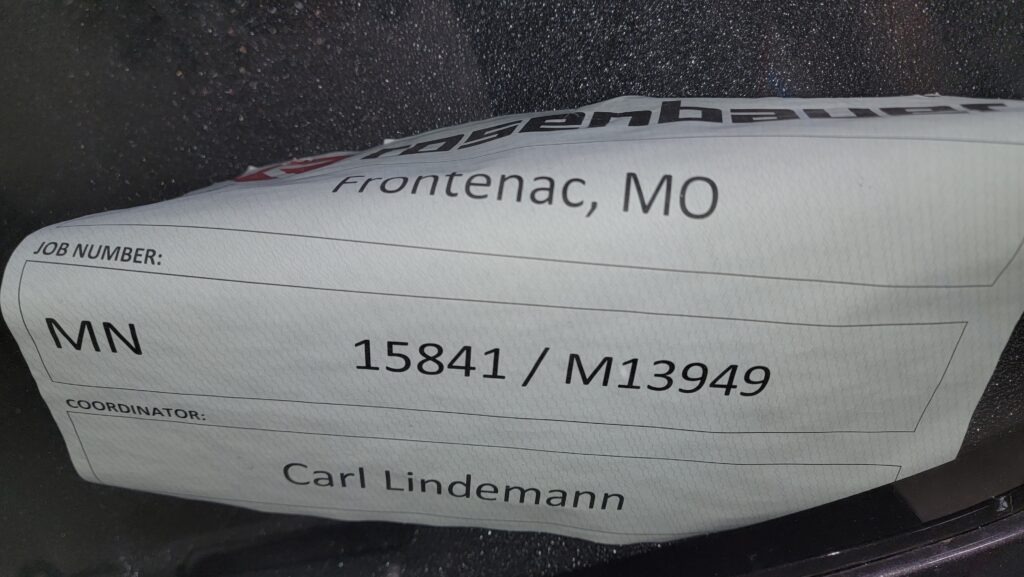 rosenbauer
Frontenac, MO
JOB NUMBER:
MN 15841 / M13949
COORDINATOR:
Carl Lindemann